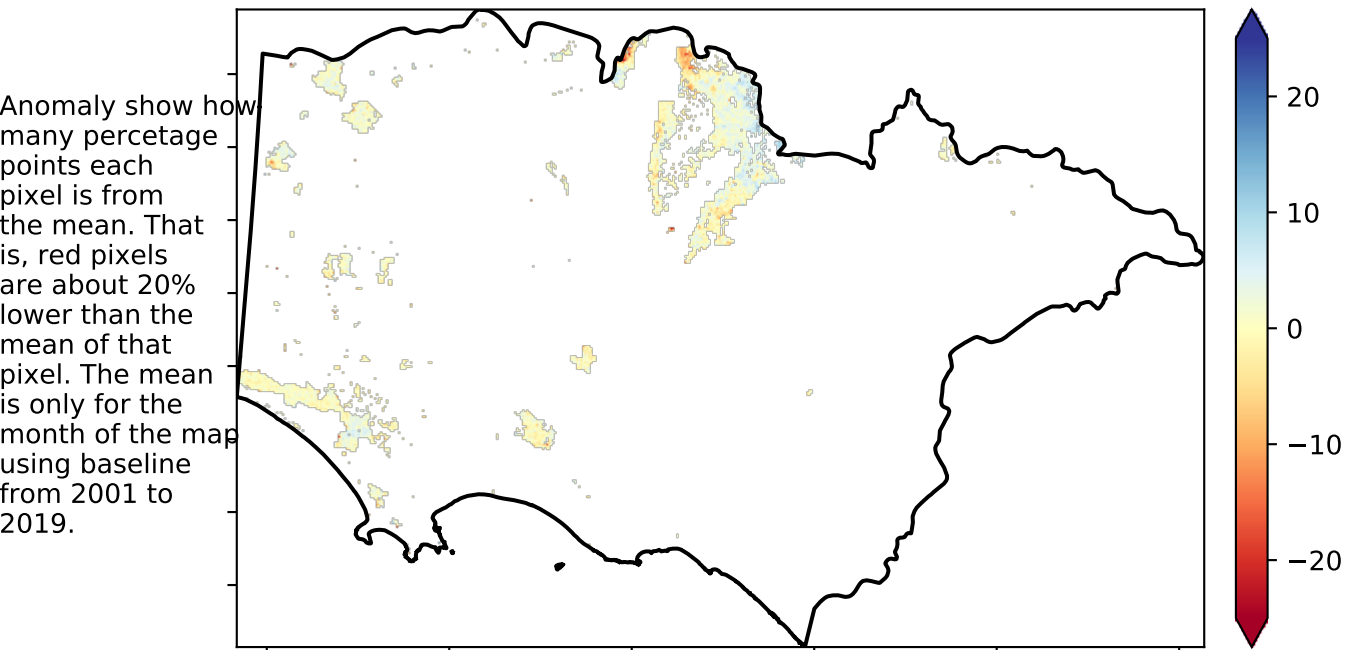 Anomaly show how
many percetage
points each
pixel is from
the mean. That
is, red pixels
are about 20%
lower than the
mean of that
pixel. The mean
is only for the
month of the map
using baseline
from 2001 to
2019.
20
10
0
−10
−20